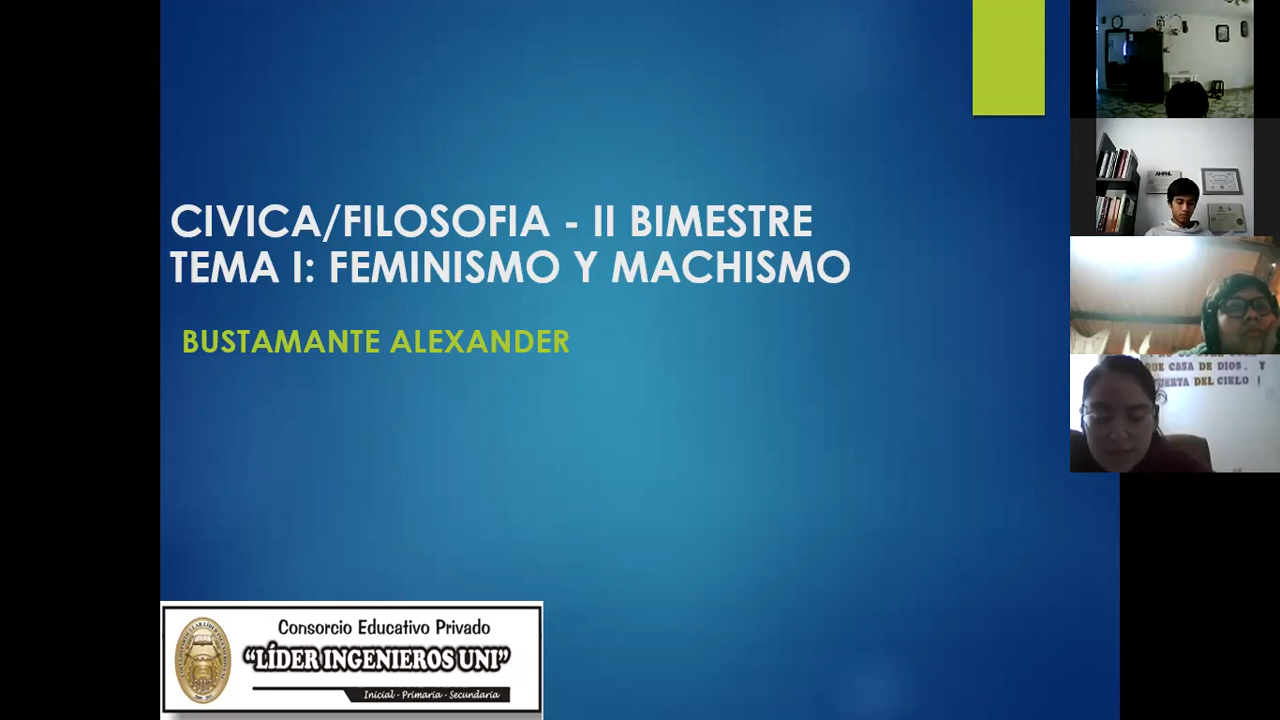 CIVICA/FILOSOFIA - II BIMESTRE
TEMA I: FEMINISMO Y MACHISMO
BUSTAMANTE ALEXANDER
Consorcio Educativo Privado
"LÍDER INGENIEROS UNI"
Inicial - Primaria - Secundaria
QUE CASA DE DIOS. Y
PUERTA DEL CIELO !